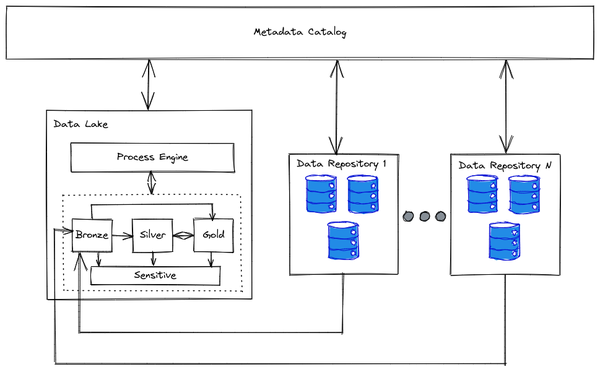 Metadata Catalog
Data Lake
Process Engine
Bronze
Silver
Gold
Sensitive
Data Repository 1
Data Repository N